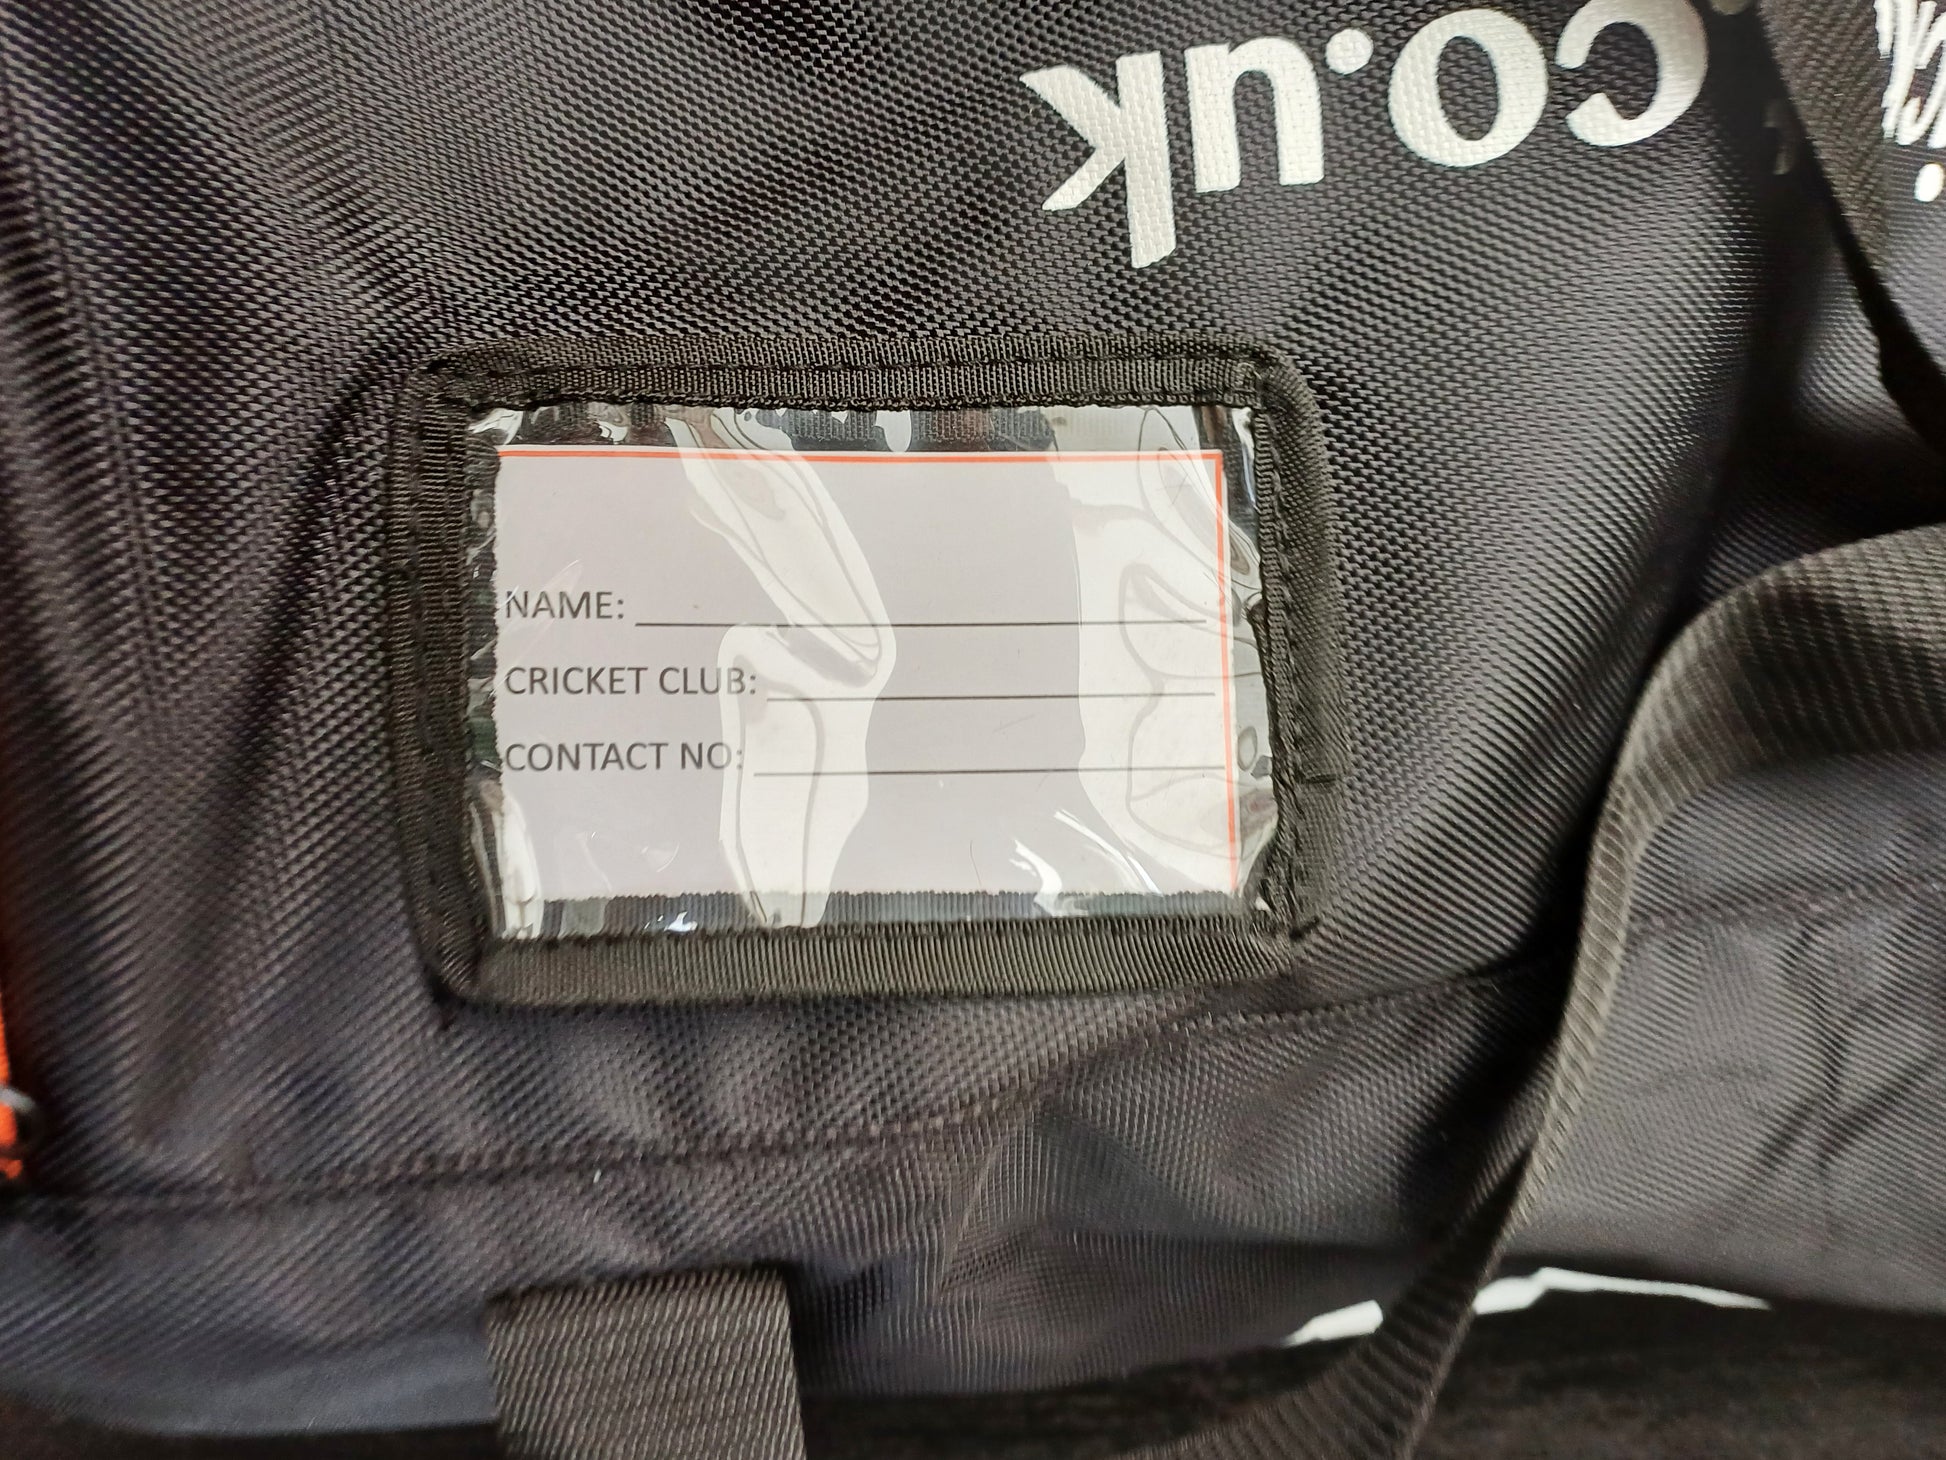 co.uk
NAME:
CRICKET CLUB:
CONTACT NO: